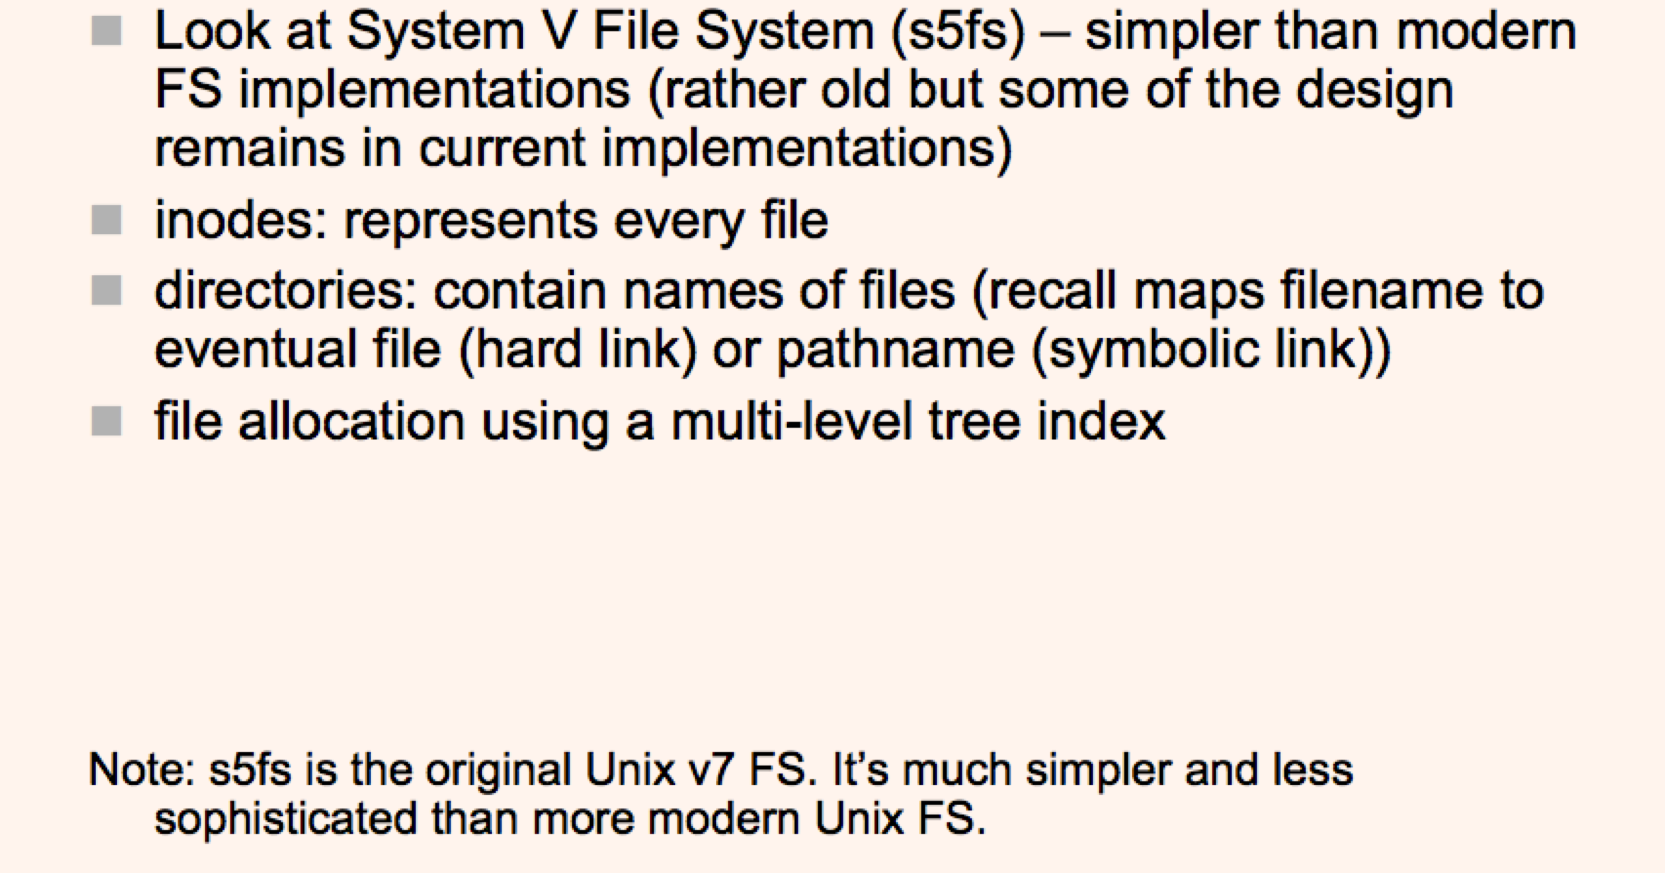 Look at System V File System (s5fs) – simpler than modern
FS implementations (rather old but some of the design
remains in current implementations)
inodes: represents every file
directories: contain names of files (recall maps filename to
eventual file (hard link) or pathname (symbolic link))
file allocation using a multi-level tree index
Note: s5fs is the original Unix v7 FS. It’s much simpler and less
sophisticated than more modern Unix FS.